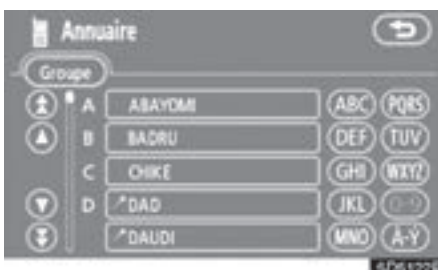 Annuaire
Groupe
A ABAYOMI ABC PQRS
B BADRU DEF TUV
C CHIKE GHI WXYZ
D DAD JKL 0-9
DAUDI MNO À-Ÿ